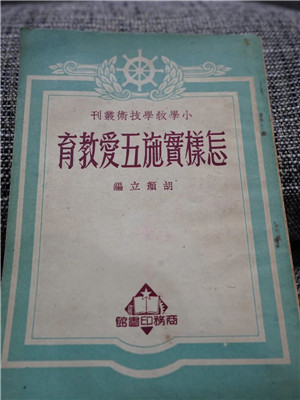 小學教學技術叢刊
怎樣實施五愛教育
胡顏立編
商務印書館